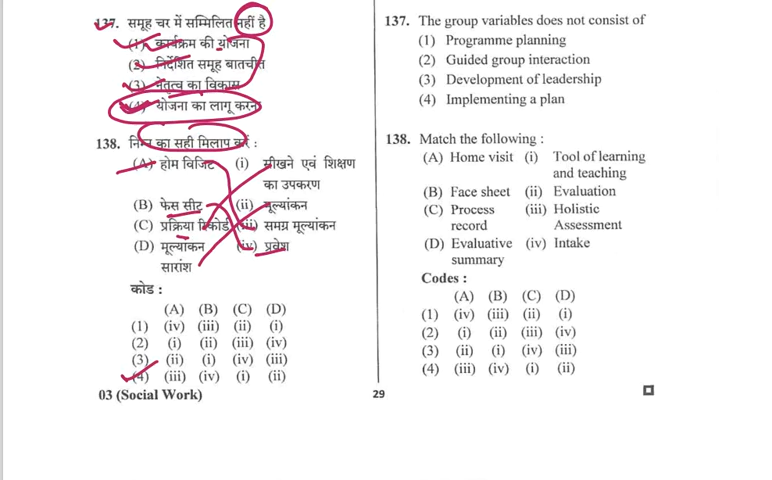 137. समूह चर में सम्मिलित नहीं है
(1) कार्यक्रम की योजना
(2) निर्देशित समूह बातचीत
(3) नेतृत्व का विकास
(4) योजना का लागू करना
138. निम्न का सही मिलाप करें :
(A) होम विजिट (i) सीखने एवं शिक्षण
का उपकरण
(B) फेस सीट (ii) मूल्यांकन
(C) प्रक्रिया रिकोर्ड (iii) समग्र मूल्यांकन
(D) मूल्याकंन (iv) प्रवेश
सारांश
कोड :
(A) (B) (C) (D)
(1) (iv) (iii) (ii) (i)
(2) (i) (ii) (iii) (iv)
(3) (ii) (i) (iv) (iii)
(4) (iii) (iv) (i) (ii)
03 (Social Work)
29
137. The group variables does not consist of
(1) Programme planning
(2) Guided group interaction
(3) Development of leadership
(4) Implementing a plan
138. Match the following :
(A) Home visit (i) Tool of learning
and teaching
(B) Face sheet (ii) Evaluation
(C) Process (iii) Holistic
record Assessment
(D) Evaluative (iv) Intake
summary
Codes :
(A) (B) (C) (D)
(1) (iv) (iii) (ii) (i)
(2) (i) (ii) (iii) (iv)
(3) (ii) (i) (iv) (iii)
(4) (iii) (iv) (i) (ii)